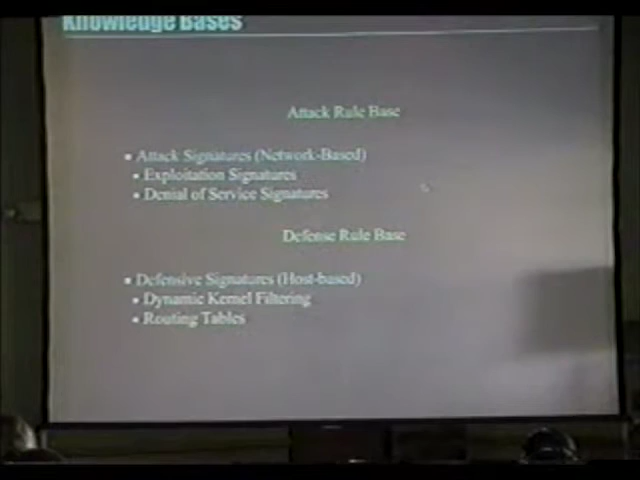 Knowledge Bases
Attack Rule Base
• Attack Signatures (Network-Based)
• Exploitation Signatures
• Denial of Service Signatures
Defense Rule Base
• Defensive Signatures (Host-based)
• Dynamic Kernel Filtering
• Routing Tables